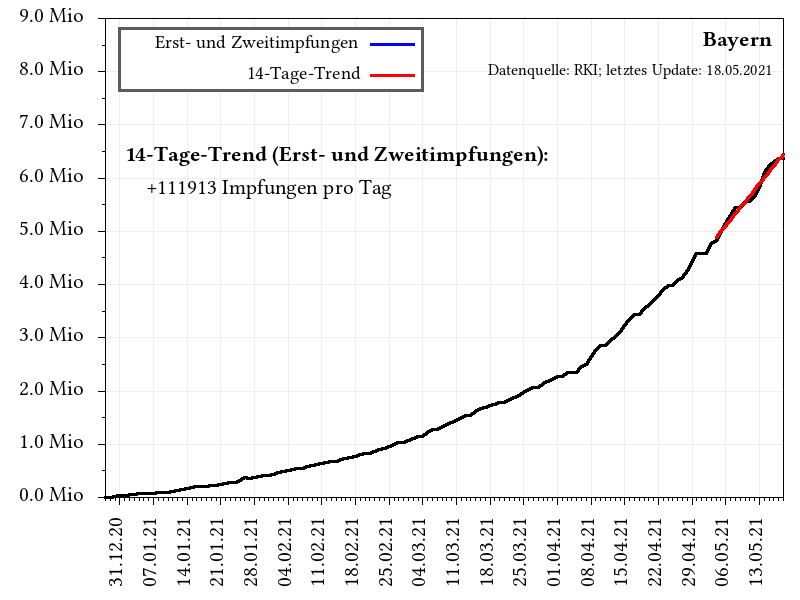 9.0 Mio
8.0 Mio
7.0 Mio
6.0 Mio
5.0 Mio
4.0 Mio
3.0 Mio
2.0 Mio
1.0 Mio
0.0 Mio
Erst- und Zweitimpfungen
14-Tage-Trend
Bayern
Datenquelle: RKI; letztes Update: 18.05.2021
14-Tage-Trend (Erst- und Zweitimpfungen):
+111913 Impfungen pro Tag
31.12.20
07.01.21
14.01.21
21.01.21
28.01.21
04.02.21
11.02.21
18.02.21
25.02.21
04.03.21
11.03.21
18.03.21
25.03.21
01.04.21
08.04.21
15.04.21
22.04.21
29.04.21
06.05.21
13.05.21